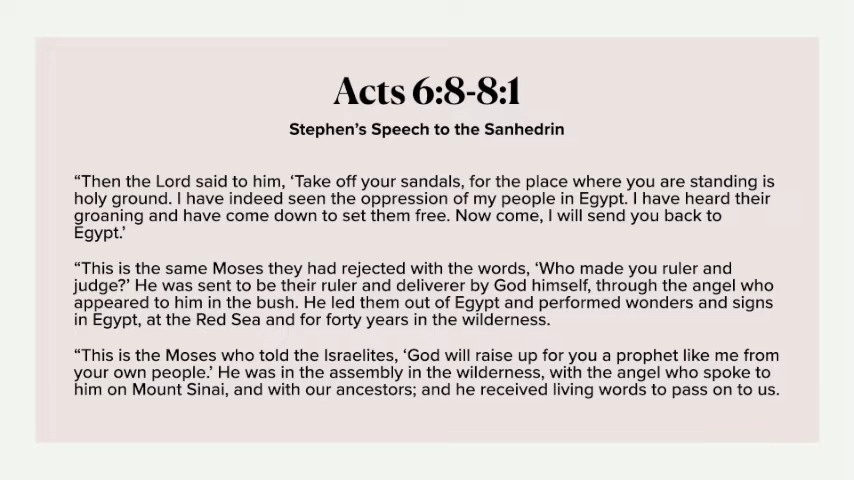 Acts 6:8-8:1
Stephen’s Speech to the Sanhedrin
“Then the Lord said to him, ‘Take off your sandals, for the place where you are standing is
holy ground. I have indeed seen the oppression of my people in Egypt. I have heard their
groaning and have come down to set them free. Now come, I will send you back to
Egypt.’
“This is the same Moses they had rejected with the words, ‘Who made you ruler and
judge?’ He was sent to be their ruler and deliverer by God himself, through the angel who
appeared to him in the bush. He led them out of Egypt and performed wonders and signs
in Egypt, at the Red Sea and for forty years in the wilderness.
“This is the Moses who told the Israelites, ‘God will raise up for you a prophet like me from
your own people.’ He was in the assembly in the wilderness, with the angel who spoke to
him on Mount Sinai, and with our ancestors; and he received living words to pass on to us.